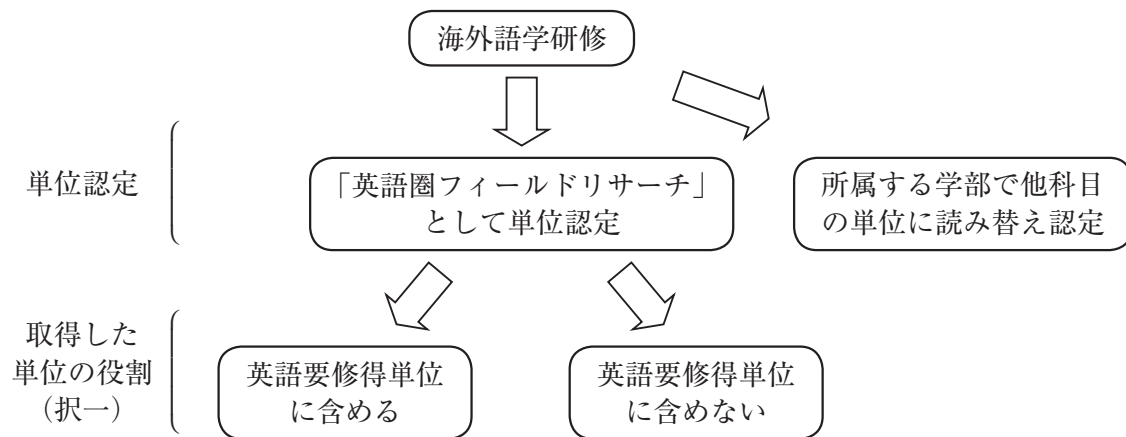 海外語学研修
単位認定
「英語圏フィールドリサーチ」
として単位認定
所属する学部で他科目
の単位に読み替え認定
取得した
単位の役割
（択一）
英語要修得単位
に含める
英語要修得単位
に含めない